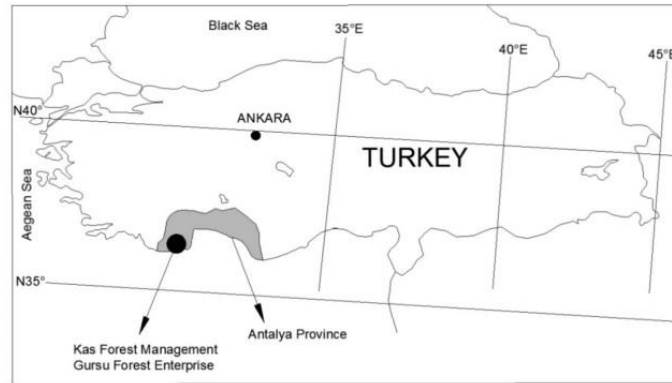 Black Sea
35°E
40°E
45°E
N40°
ANKARA
TURKEY
Aegean Sea
N35°
Antalya Province
Kas Forest Management
Gursu Forest Enterprise